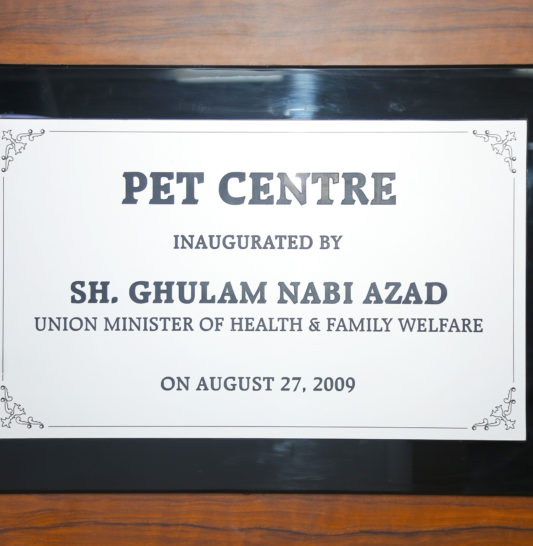 PET CENTRE
INAUGURATED BY
SH. GHULAM NABI AZAD
UNION MINISTER OF HEALTH & FAMILY WELFARE
ON AUGUST 27, 2009